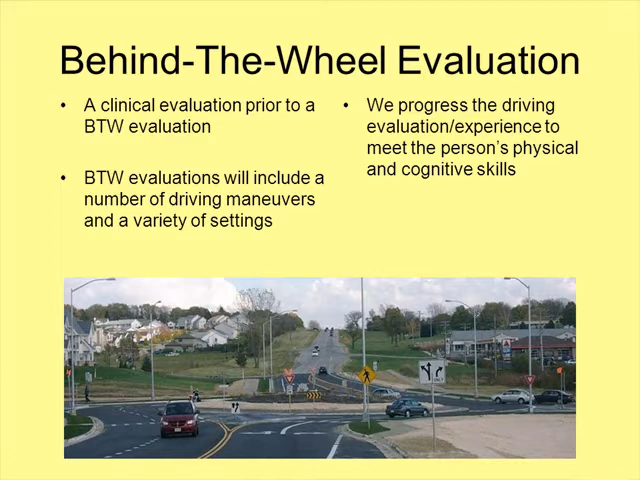 Behind-The-Wheel Evaluation
• A clinical evaluation prior to a
BTW evaluation
• BTW evaluations will include a
number of driving maneuvers
and a variety of settings
• We progress the driving
evaluation/experience to
meet the person's physical
and cognitive skills